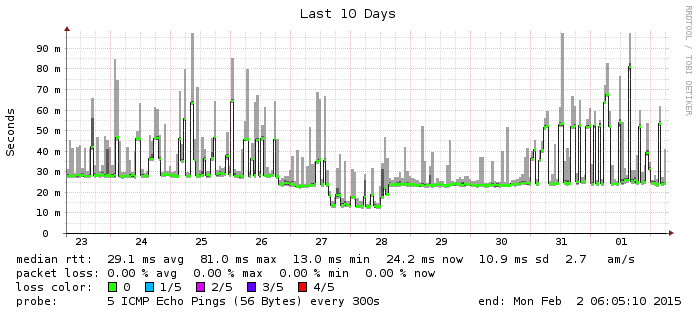 Last 10 Days
RRDTOOL / TOBI OETIKER
Seconds
90 m
80 m
70 m
60 m
50 m
40 m
30 m
20 m
10 m
0
23 24 25 26 27 28 29 30 31 01
median rtt: 29.1 ms avg 81.0 ms max 13.0 ms min 24.2 ms now 10.9 ms sd 2.7 am/s
packet loss: 0.00 % avg 0.00 % max 0.00 % min 0.00 % now
loss color: 0 1/5 2/5 3/5 4/5
probe: 5 ICMP Echo Pings (56 Bytes) every 300s end: Mon Feb 2 06:05:10 2015